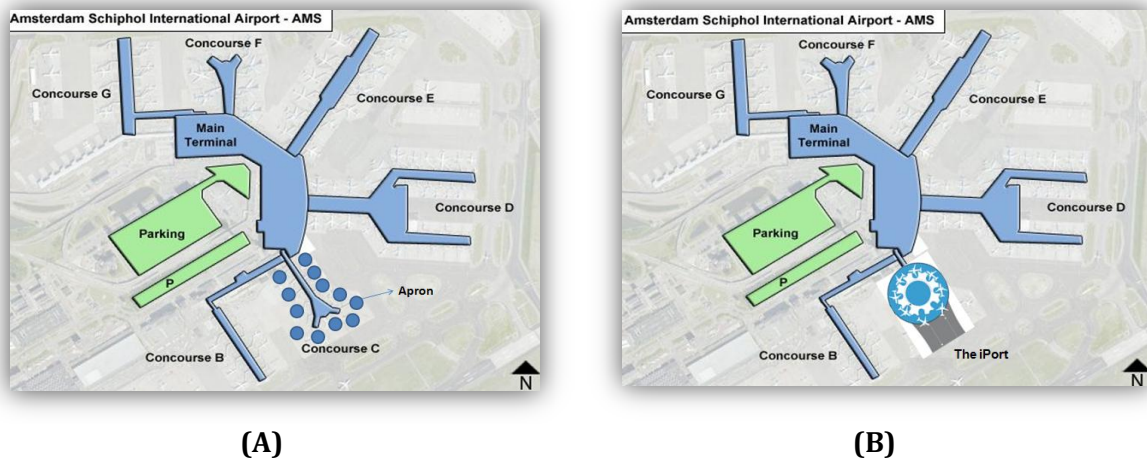 Amsterdam Schiphol International Airport - AMS
Concourse F
Concourse G
Concourse E
Main
Terminal
Concourse D
Parking
P
Apron
Concourse B
Concourse C
N
(A)
Amsterdam Schiphol International Airport - AMS
Concourse F
Concourse G
Concourse E
Main
Terminal
Concourse D
Parking
P
Concourse B
The iPort
N
(B)